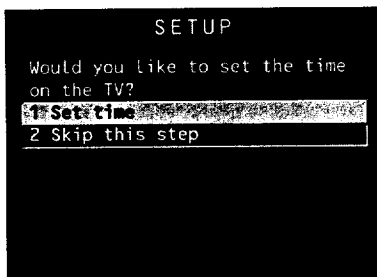 SETUP
Would you like to set the time
on the TV?
1 Set time
2 Skip this step